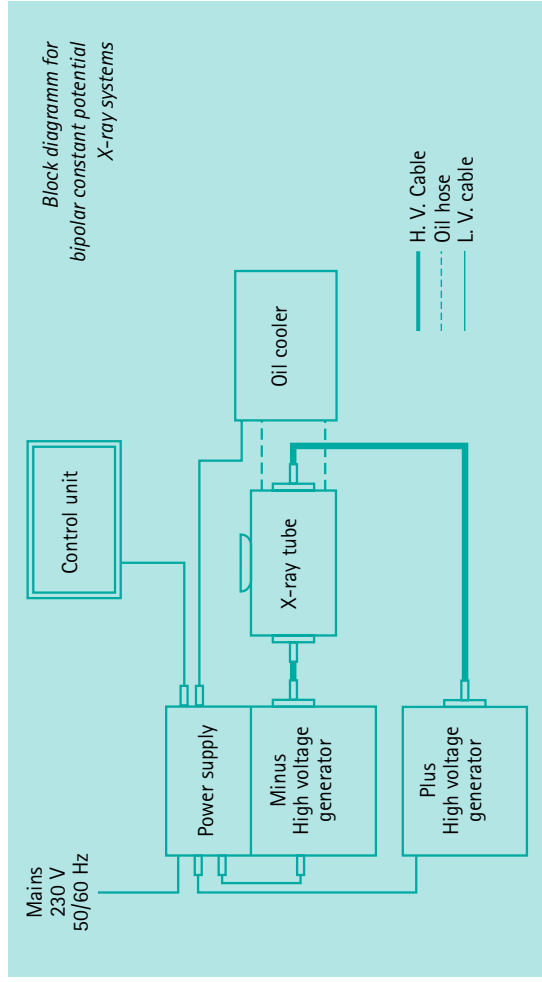 Block diagramm for
bipolar constant potential
X-ray systems
Mains
230 V
50/60 Hz
Control unit
Power supply
Minus
High voltage
generator
X-ray tube
Oil cooler
Plus
High voltage
generator
H. V. Cable
Oil hose
L. V. cable